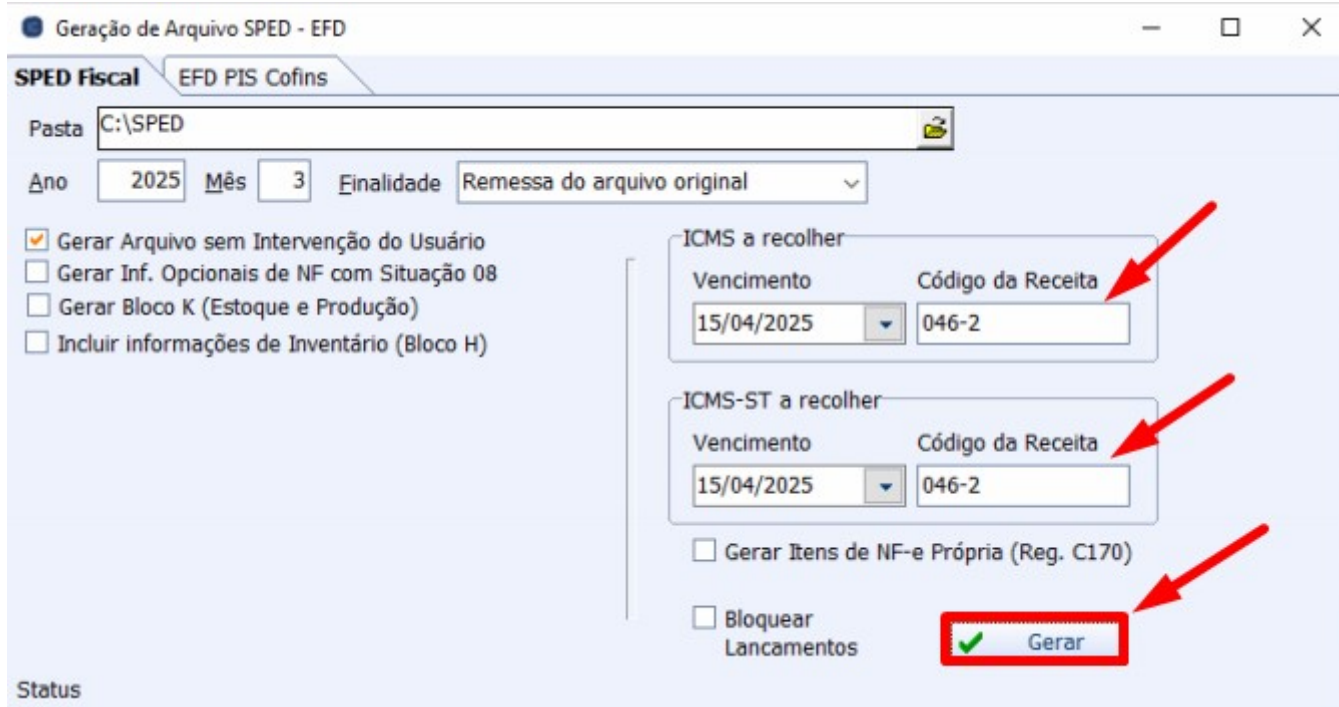 Geração de Arquivo SPED - EFD
SPED Fiscal EFD PIS Cofins
Pasta C:\SPED
Ano 2025 Mês 3 Finalidade Remessa do arquivo original
Gerar Arquivo sem Intervenção do Usuário
Gerar Inf. Opcionais de NF com Situação 08
Gerar Bloco K (Estoque e Produção)
Incluir informações de Inventário (Bloco H)
ICMS a recolher
Vencimento Código da Receita
15/04/2025 046-2
ICMS-ST a recolher
Vencimento Código da Receita
15/04/2025 046-2
Gerar Itens de NF-e Própria (Reg. C170)
Bloquear
Lancamentos
Gerar
Status